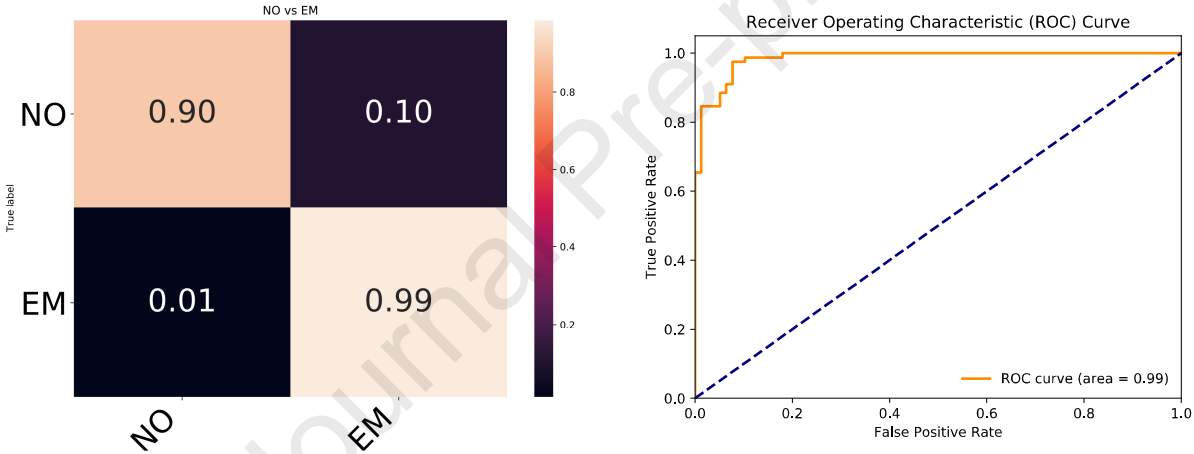 NO vs EM
True label
NO
0.90
0.10
EM
0.01
0.99
NO
EM
0.8
0.6
0.4
0.2
Receiver Operating Characteristic (ROC) Curve
True Positive Rate
1.0
0.8
0.6
0.4
0.2
0.0
ROC curve (area = 0.99)
0.0
0.2
0.4
0.6
0.8
1.0
False Positive Rate
Journal Pre-p